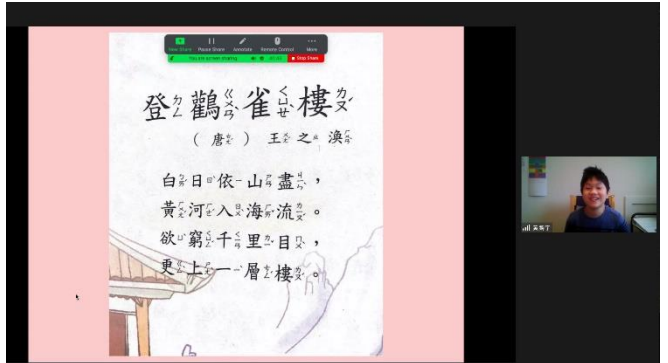 New Share Pause Share Annotate Remote Control More
You are screen sharing Stop Share
登鸛雀樓
(唐) 王之渙
白日依山盡，
黃河入海流。
欲窮千里目，
更上一層樓。